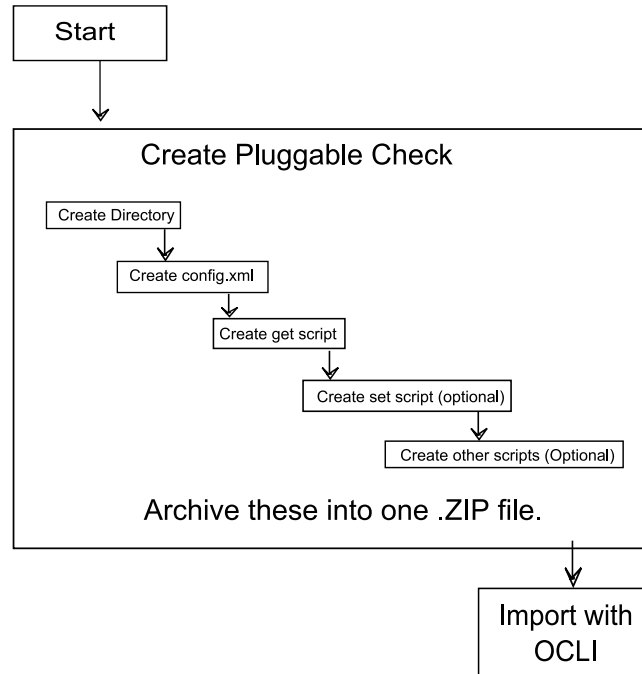 Start
Create Pluggable Check
Create Directory
Create config.xml
Create get script
Create set script (optional)
Create other scripts (Optional)
Archive these into one .ZIP file.
Import with
OCLI